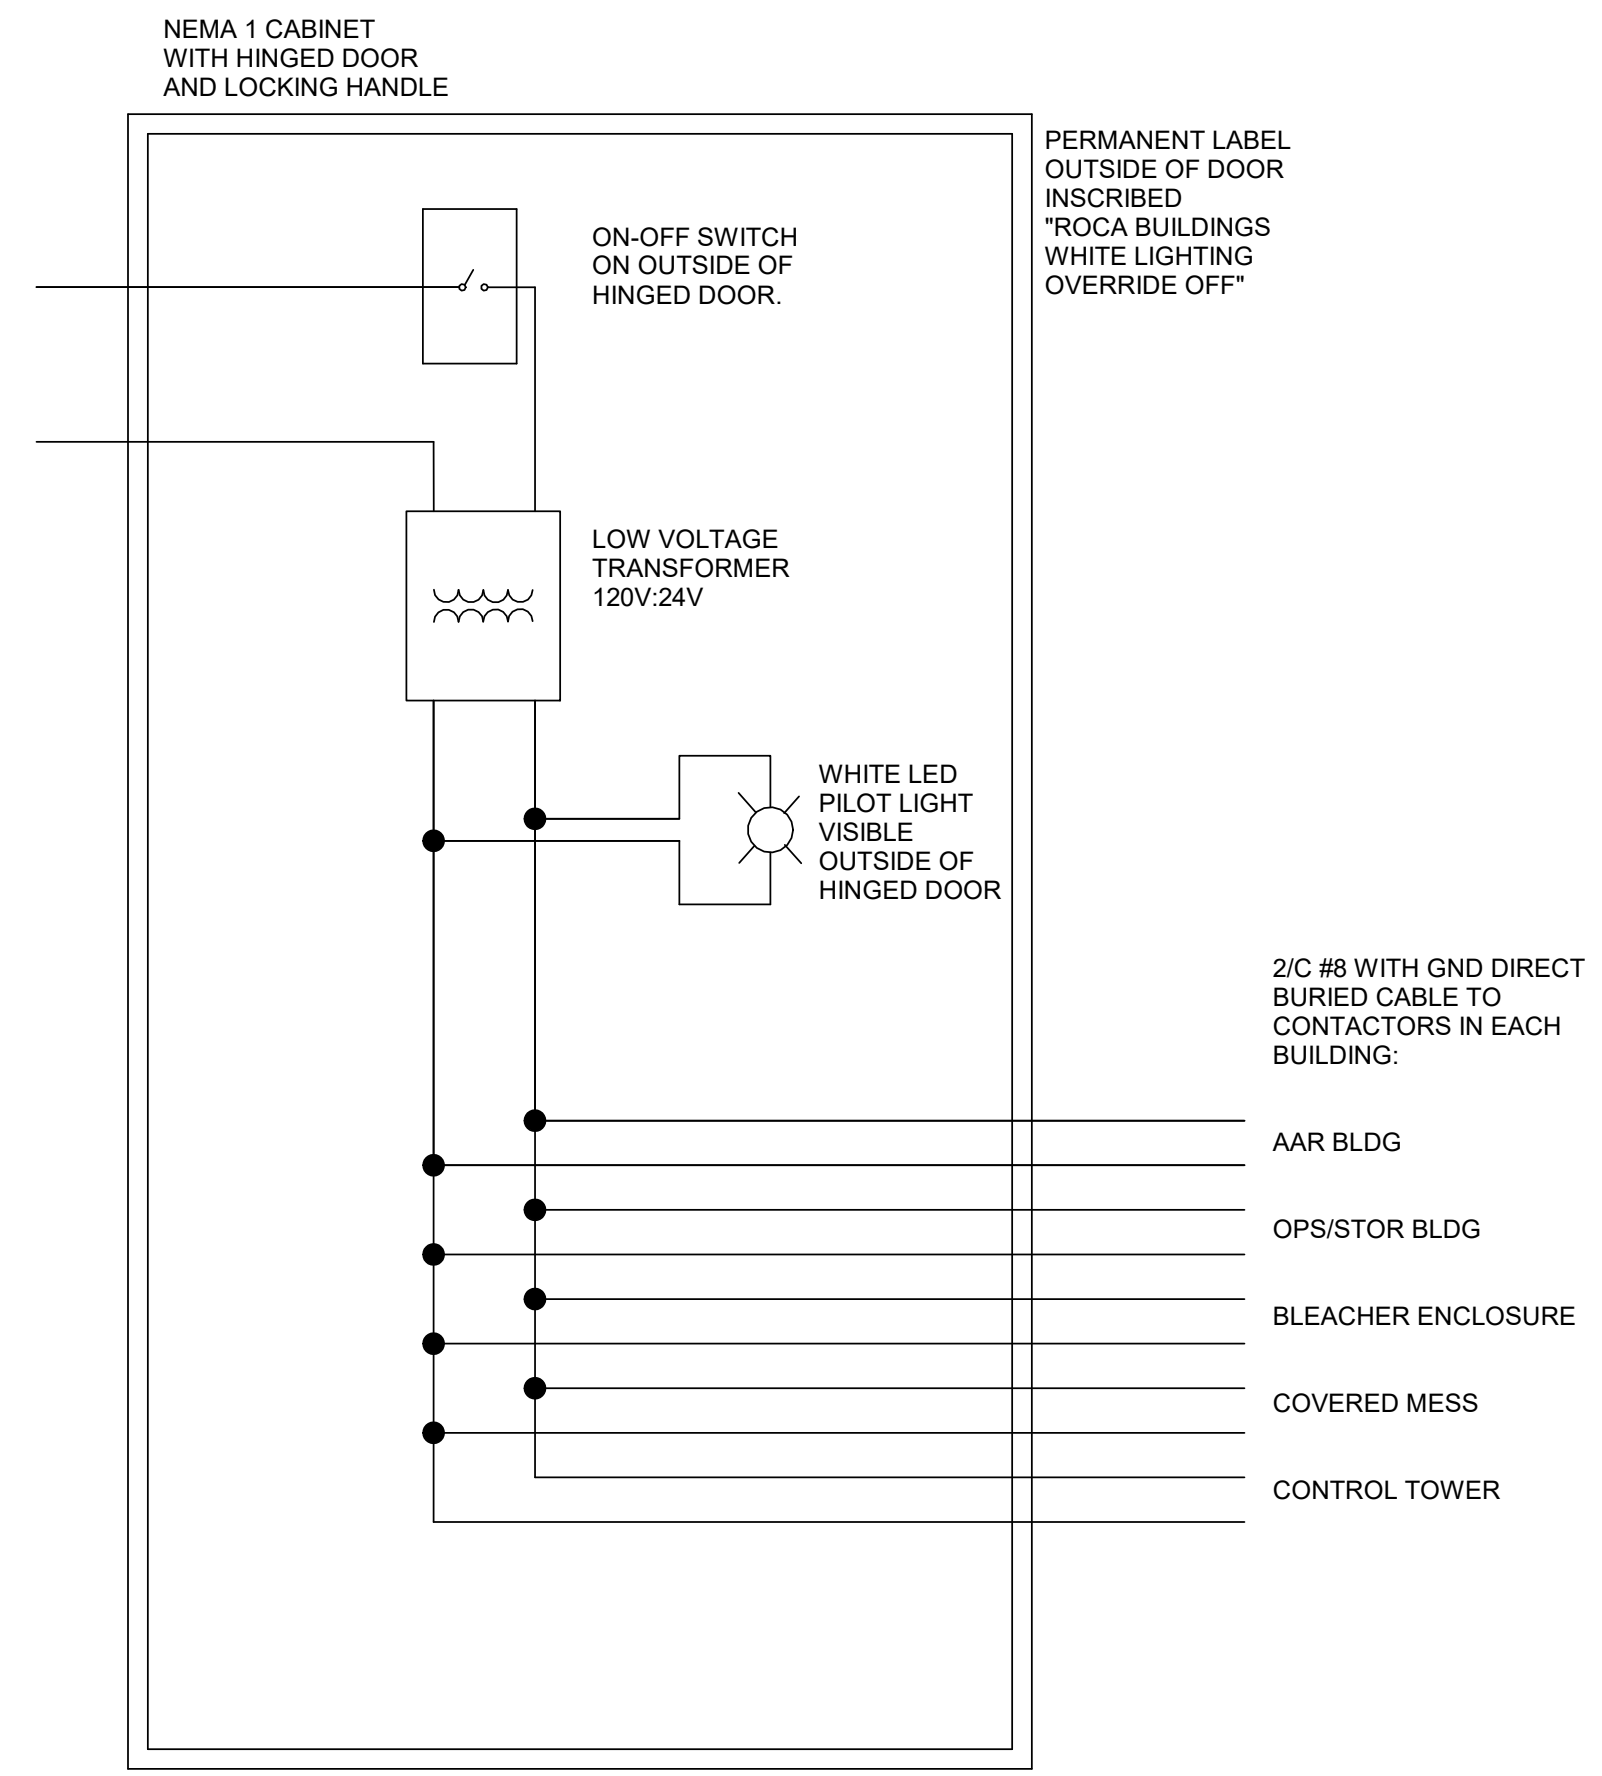 NEMA 1 CABINET
WITH HINGED DOOR
AND LOCKING HANDLE
PERMANENT LABEL
OUTSIDE OF DOOR
INSCRIBED
"ROCA BUILDINGS
WHITE LIGHTING
OVERRIDE OFF"
ON-OFF SWITCH
ON OUTSIDE OF
HINGED DOOR.
LOW VOLTAGE
TRANSFORMER
120V:24V
WHITE LED
PILOT LIGHT
VISIBLE
OUTSIDE OF
HINGED DOOR
2/C #8 WITH GND DIRECT
BURIED CABLE TO
CONTACTORS IN EACH
BUILDING:
AAR BLDG
OPS/STOR BLDG
BLEACHER ENCLOSURE
COVERED MESS
CONTROL TOWER